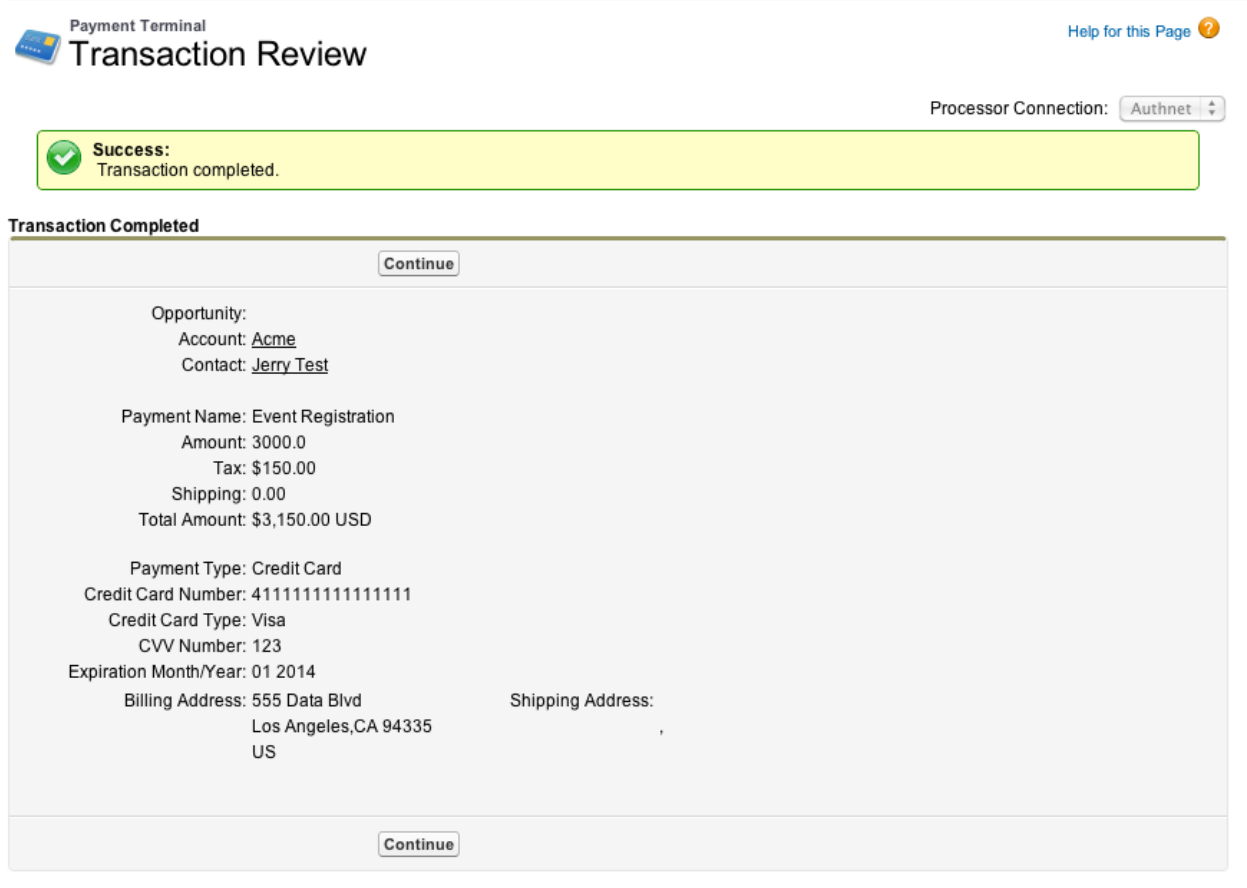 Payment Terminal
Transaction Review
Help for this Page ?
Processor Connection: Authnet
Success:
Transaction completed.
Transaction Completed
Continue
Opportunity:
Account: Acme
Contact: Jerry Test
Payment Name: Event Registration
Amount: 3000.0
Tax: $150.00
Shipping: 0.00
Total Amount: $3,150.00 USD
Payment Type: Credit Card
Credit Card Number: 4111111111111111
Credit Card Type: Visa
CVV Number: 123
Expiration Month/Year: 01 2014
Billing Address: 555 Data Blvd Shipping Address:
Los Angeles,CA 94335 ,
US
Continue